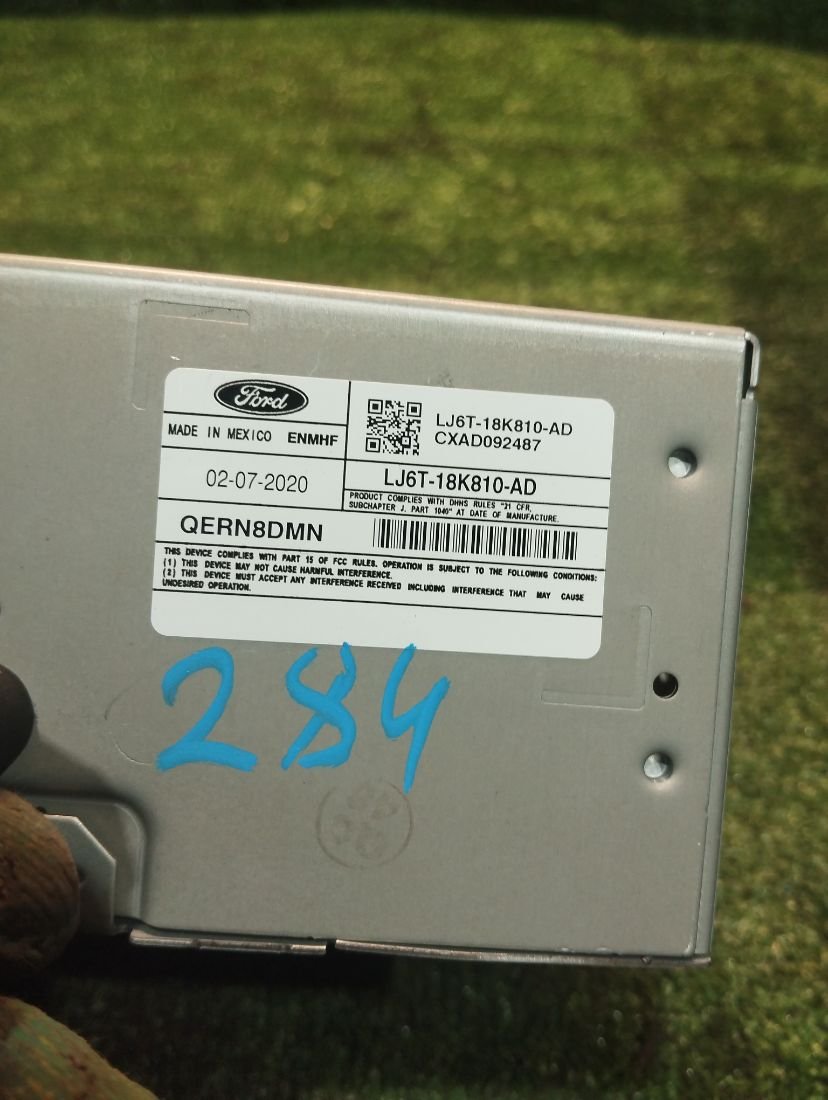 Ford
MADE IN MEXICO ENMHF
LJ6T-18K810-AD
CXAD092487
02-07-2020
LJ6T-18K810-AD
PRODUCT COMPLIES WITH DHHS RULES "21 CFR,
SUBCHAPTER J, PART 1040" AT DATE OF MANUFACTURE.
QERN8DMN
THIS DEVICE COMPLIES WITH PART 15 OF FCC RULES. OPERATION IS SUBJECT TO THE FOLLOWING CONDITIONS:
(1) THIS DEVICE MAY NOT CAUSE HARMFUL INTERFERENCE.
(2) THIS DEVICE MUST ACCEPT ANY INTERFERENCE RECEIVED INCLUDING INTERFERENCE THAT MAY CAUSE
UNDESIRED OPERATION.
284